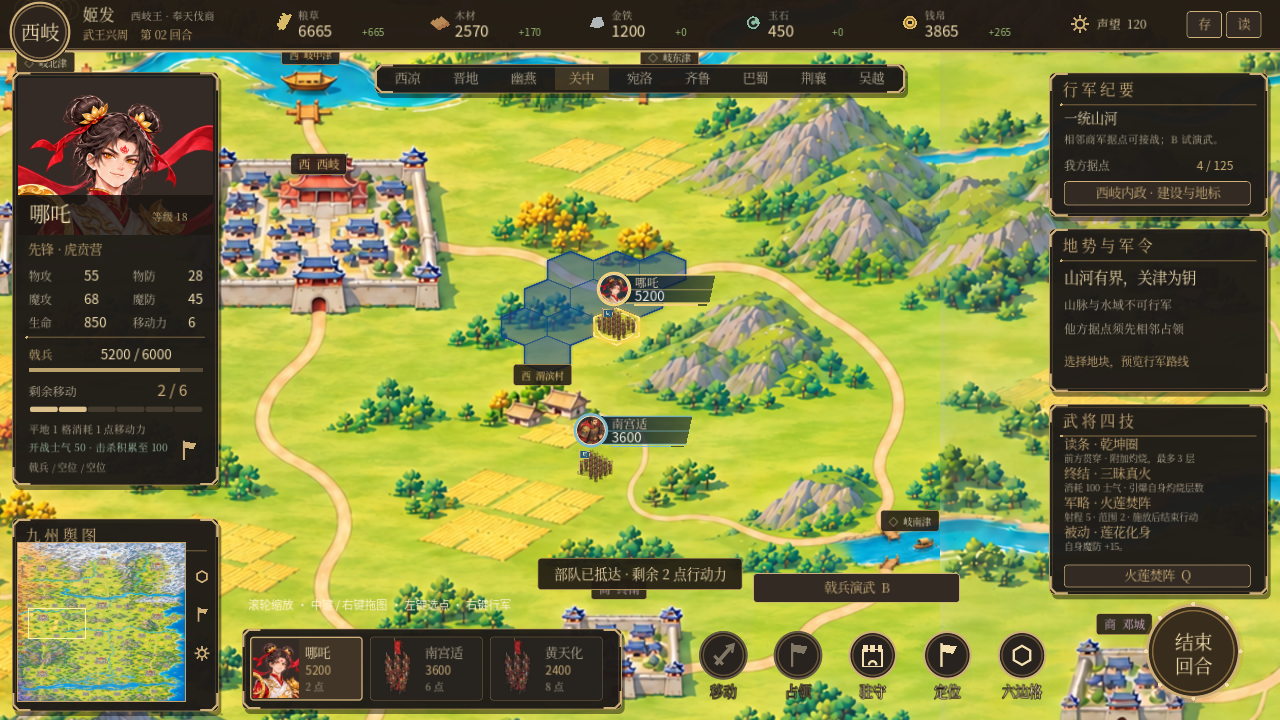 西岐
姬发
西岐王 · 奉天伐商
武王兴周
第 02 回合
粮草
6665
+665
木材
2570
+170
金铁
1200
+0
玉石
450
+0
钱帛
3865
+265
声望 120
存
读
◇ 岐北津
西 岐中津
◇ 岐东津
西凉
晋地
幽燕
关中
宛洛
齐鲁
巴蜀
荆襄
吴越
哪吒
等级 18
先锋 · 虎贲营
物攻 55 物防 28
魔攻 68 魔防 45
生命 850 移动力 6
戟兵 5200 / 6000
剩余移动 2 / 6
平地 1 格消耗 1 点移动力
开战士气 50 · 击杀积累至 100
戟兵 / 空位 / 空位
西 西岐
哪吒
5200
西 渭滨村
南宫适
3600
◇ 岐南津
行军纪要
一统山河
相邻商军据点可接战；B 试演武。
我方据点 4 / 125
西岐内政 · 建设与地标
地势与军令
山河有界，关津为钥
山脉与水域不可行军
他方据点须先相邻占领
选择地块，预览行军路线
武将四技
读条 · 乾坤圈
前方贯穿 · 附加灼烧，最多 3 层
终结 · 三昧真火
消耗 100 士气 · 引爆自身灼烧层数
军略 · 火莲焚阵
射程 5 · 范围 2 · 施放后结束行动
被动 · 莲花化身
自身魔防 +15。
火莲焚阵 Q
九州舆图
部队已抵达 · 剩余 2 点行动力
戟兵演武 B
滚轮缩放 · 中键/右键拖图 · 左键选点 · 右键行军
哪吒
5200
2 点
南宫适
3600
6 点
黄天化
2400
8 点
移动
占领
驻守
定位
六边格
商 邓城
结束
回合